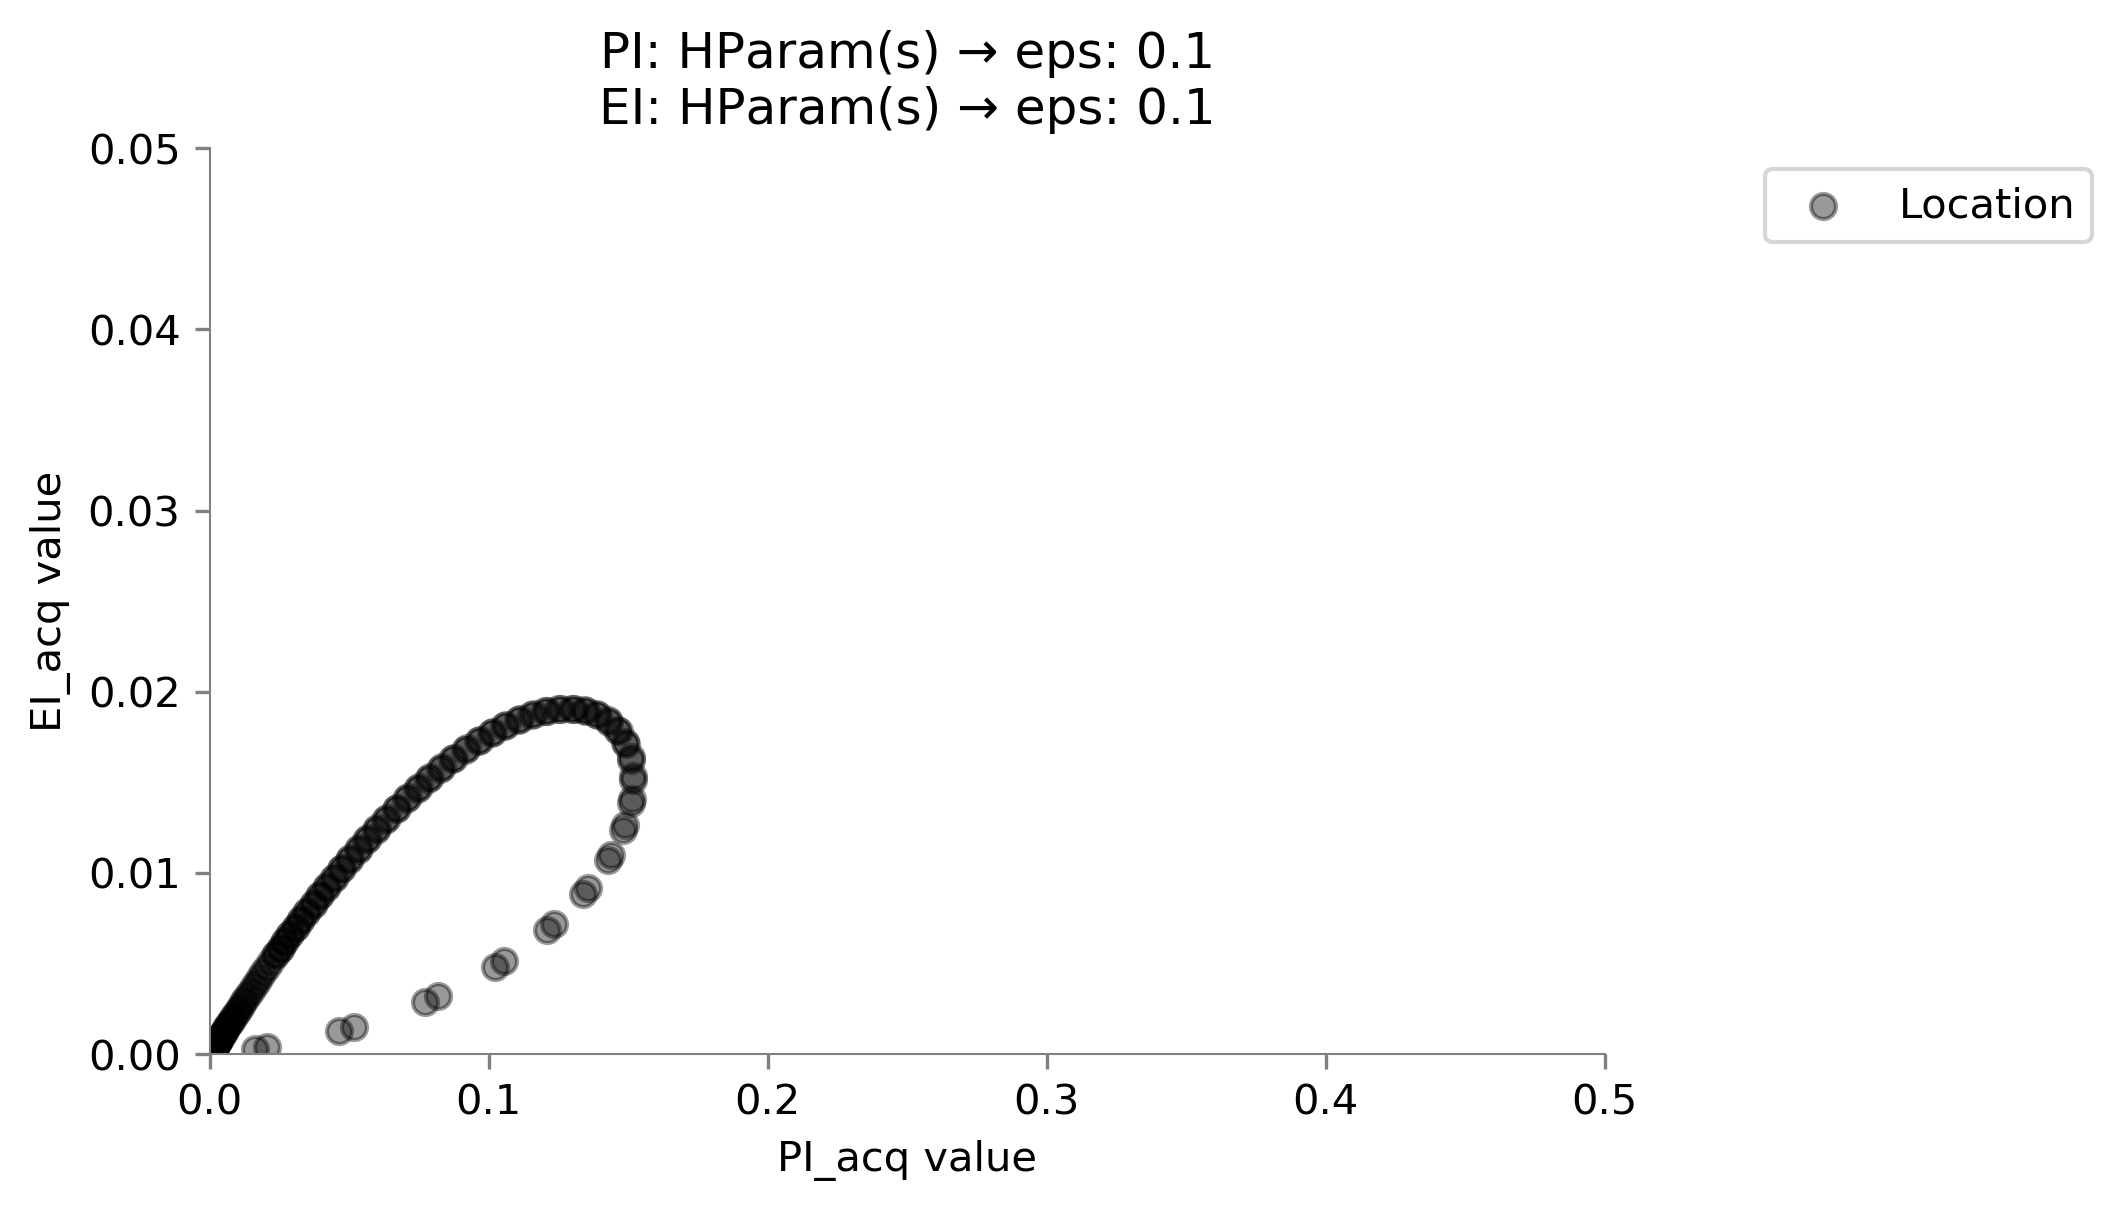 PI: HParam(s) → eps: 0.1
EI: HParam(s) → eps: 0.1
0.05
0.04
0.03
0.02
0.01
0.00
EI_acq value
0.0 0.1 0.2 0.3 0.4 0.5
PI_acq value
Location